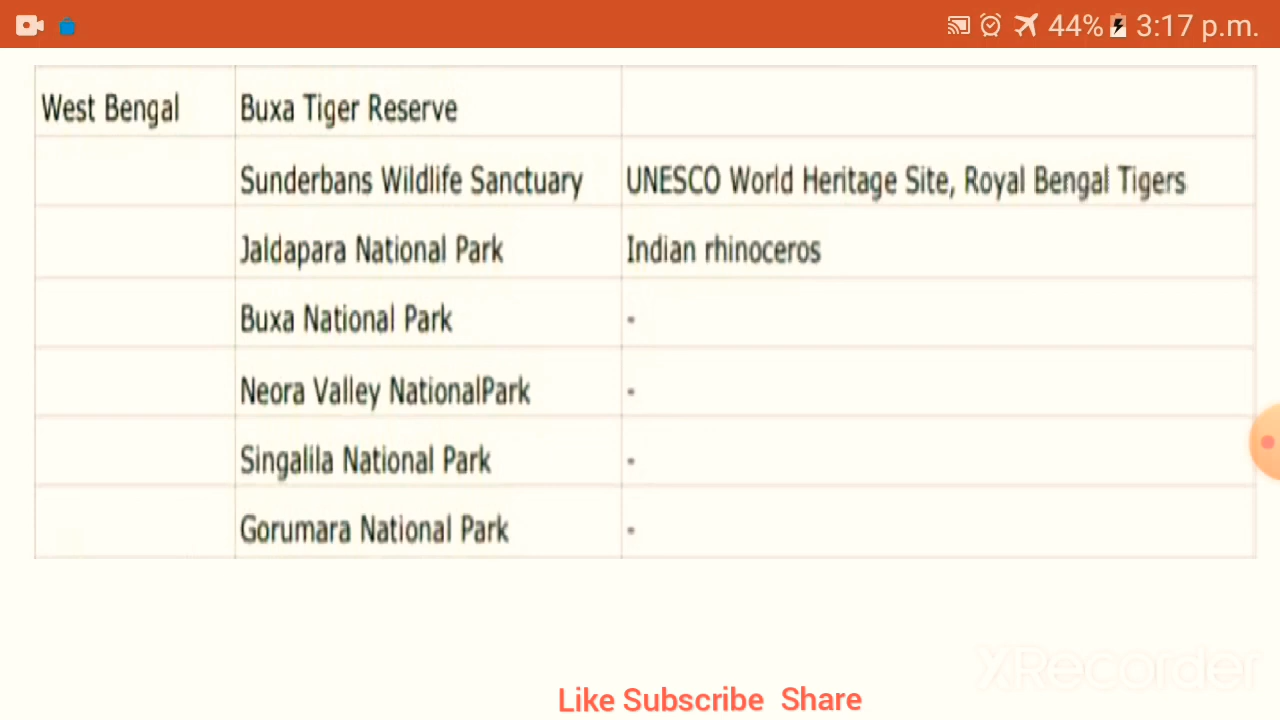 44% 3:17 p.m.
West Bengal Buxa Tiger Reserve
Sunderbans Wildlife Sanctuary UNESCO World Heritage Site, Royal Bengal Tigers
Jaldapara National Park Indian rhinoceros
Buxa National Park -
Neora Valley NationalPark -
Singalila National Park -
Gorumara National Park -
XRecorder
Like Subscribe Share